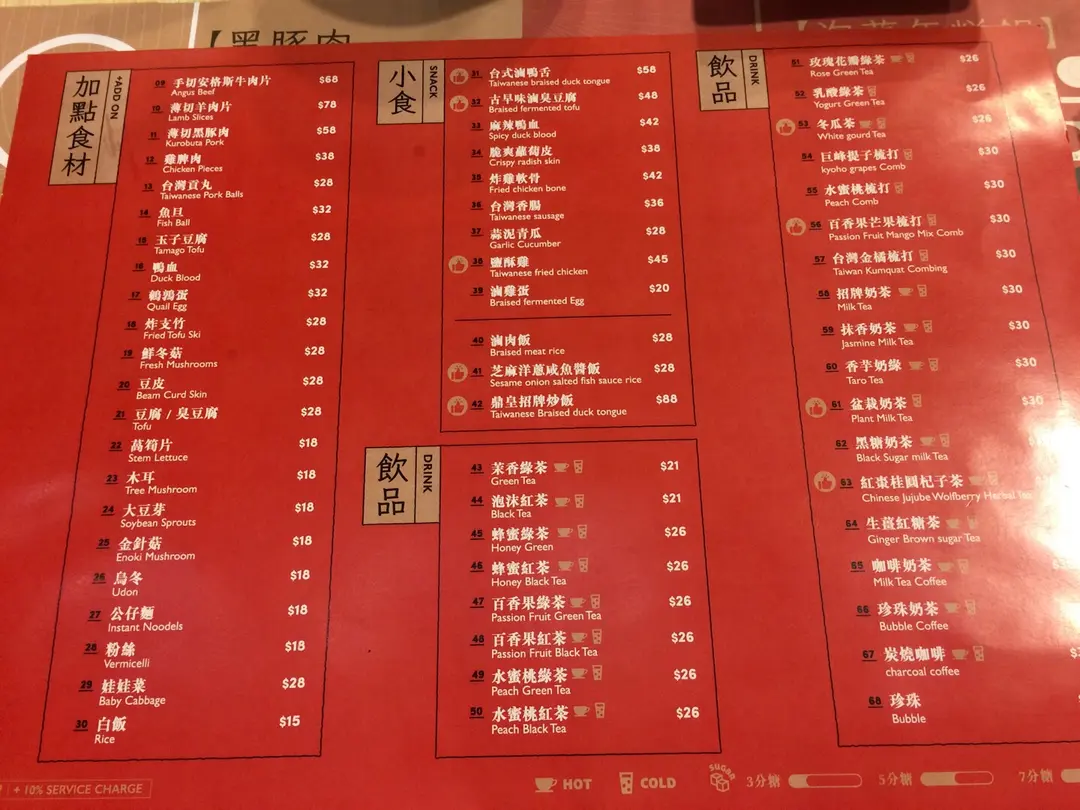 【黑豚肉
加點食材
+ADD ON
09 手切安格斯牛肉片 $68
Angus Beef
10 薄切羊肉片 $78
Lamb Slices
11 薄切黑豚肉 $58
Kurobuta Pork
12 雞脾肉 $38
Chicken Pieces
13 台灣貢丸 $28
Taiwanese Pork Balls
14 魚旦 $32
Fish Ball
15 玉子豆腐 $28
Tamago Tofu
16 鴨血 $32
Duck Blood
17 鵪鶉蛋 $32
Quail Egg
18 炸支竹 $28
Fried Tofu Ski
19 鮮冬菇 $28
Fresh Mushrooms
20 豆皮 $28
Beam Curd Skin
21 豆腐 / 臭豆腐 $28
Tofu
22 萵筍片 $18
Stem Lettuce
23 木耳 $18
Tree Mushroom
24 大豆芽 $18
Soybean Sprouts
25 金針菇 $18
Enoki Mushroom
26 烏冬 $18
Udon
27 公仔麵 $18
Instant Noodels
28 粉絲 $18
Vermicelli
29 娃娃菜 $28
Baby Cabbage
30 白飯 $15
Rice
小食
SNACK
31 台式滷鴨舌 $58
Taiwanese braised duck tongue
32 古早味滷臭豆腐 $48
Braised fermented tofu
33 麻辣鴨血 $42
Spicy duck blood
34 脆爽蘿蔔皮 $38
Crispy radish skin
35 炸雞軟骨 $42
Fried chicken bone
36 台灣香腸 $36
Taiwanese sausage
37 蒜泥青瓜 $28
Garlic Cucumber
38 鹽酥雞 $45
Taiwanese fried chicken
39 滷雞蛋 $20
Braised fermented Egg
40 滷肉飯 $28
Braised meat rice
41 芝麻洋蔥咸魚醬飯 $28
Sesame onion salted fish sauce rice
42 鼎皇招牌炒飯 $88
Taiwanese Braised duck tongue
飲品
DRINK
43 茉香綠茶 $21
Green Tea
44 泡沫紅茶 $21
Black Tea
45 蜂蜜綠茶 $26
Honey Green
46 蜂蜜紅茶 $26
Honey Black Tea
47 百香果綠茶 $26
Passion Fruit Green Tea
48 百香果紅茶 $26
Passion Fruit Black Tea
49 水蜜桃綠茶 $26
Peach Green Tea
50 水蜜桃紅茶 $26
Peach Black Tea
飲品
DRINK
51 玫瑰花瓣綠茶 $26
Rose Green Tea
52 乳酸綠茶 $26
Yogurt Green Tea
53 冬瓜茶 $26
White gourd Tea
54 巨峰提子梳打 $30
kyoho grapes Comb
55 水蜜桃梳打 $30
Peach Comb
56 百香果芒果梳打 $30
Passion Fruit Mango Mix Comb
57 台灣金橘梳打 $30
Taiwan Kumquat Combing
58 招牌奶茶 $30
Milk Tea
59 抹香奶茶 $30
Jasmine Milk Tea
60 香芋奶綠 $30
Taro Tea
61 盆栽奶茶 $30
Plant Milk Tea
62 黑糖奶茶
Black Sugar milk Tea
63 紅棗桂圓杞子茶
Chinese Jujube Wolfberry Herbal Tea
64 生薑紅糖茶
Ginger Brown sugar Tea
65 咖啡奶茶
Milk Tea Coffee
66 珍珠奶茶
Bubble Coffee
67 炭燒咖啡
charcoal coffee
68 珍珠
Bubble
+ 10% SERVICE CHARGE
HOT
COLD
SUGAR
3分糖
5分糖
7分糖